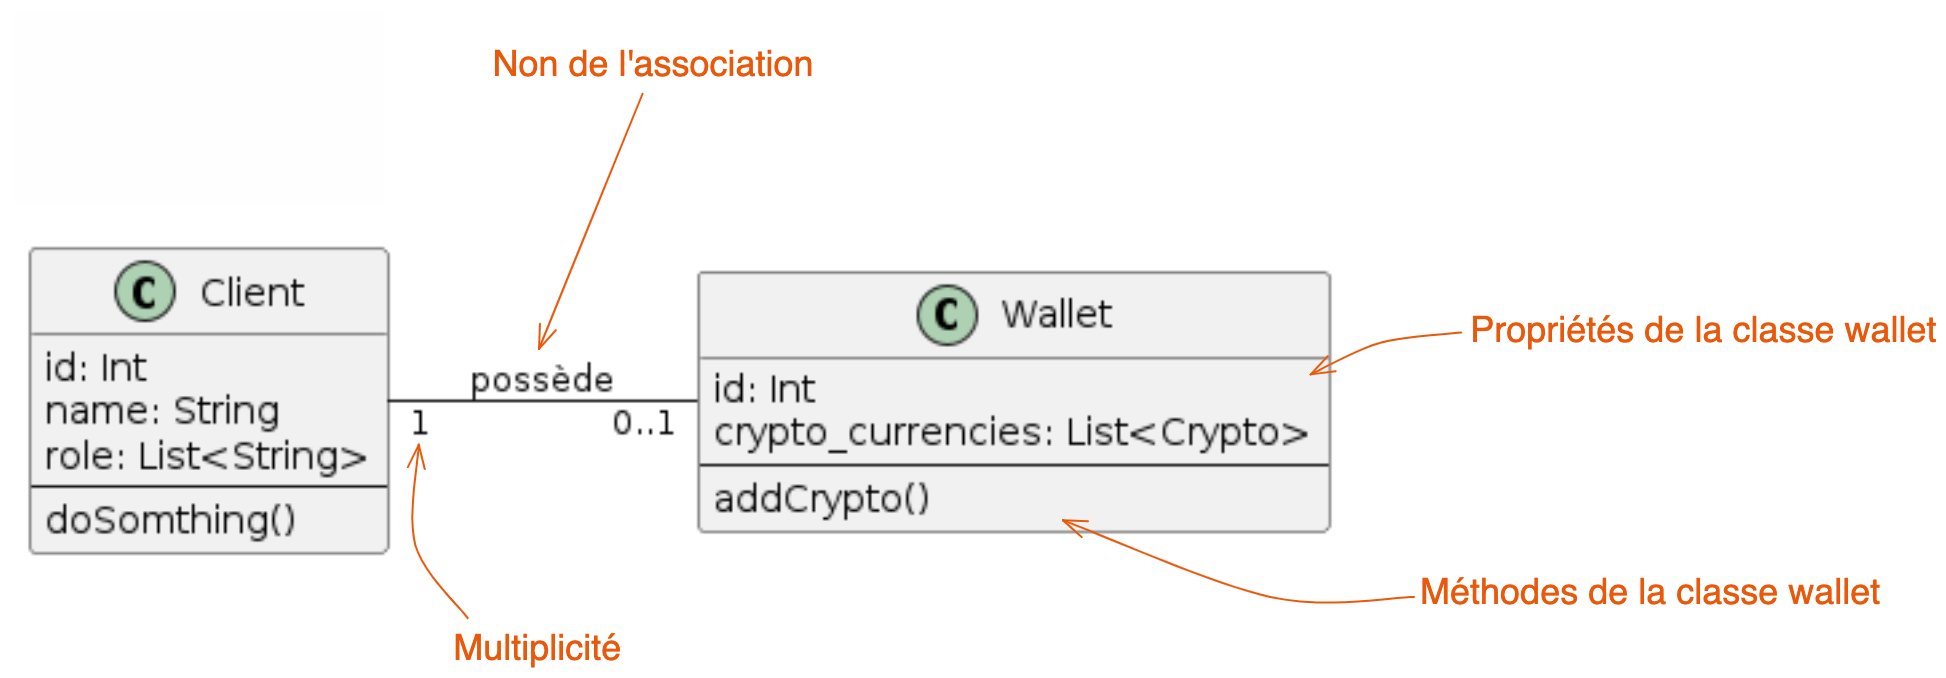 Non de l'association
C Client
id: Int
name: String
role: List<String>
doSomthing()
possède
1
0..1
C Wallet
id: Int
crypto_currencies: List<Crypto>
addCrypto()
Propriétés de la classe wallet
Méthodes de la classe wallet
Multiplicité